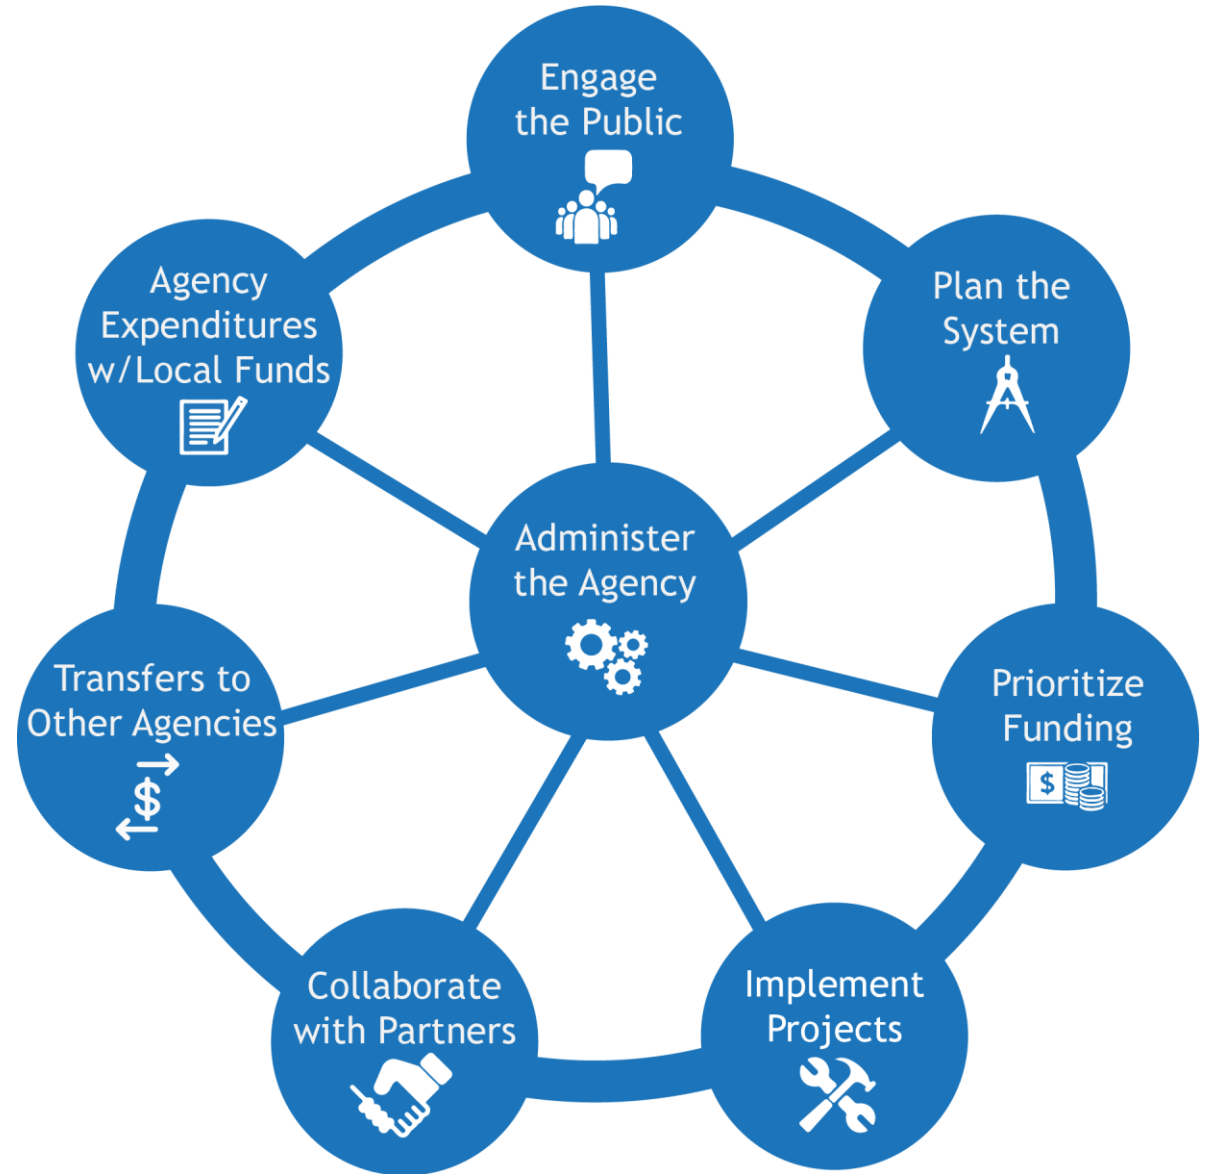 Engage
the Public
Plan the
System
Prioritize
Funding
$
Implement
Projects
Collaborate
with Partners
Transfers to
Other Agencies
$
Agency
Expenditures
w/Local Funds
Administer
the Agency